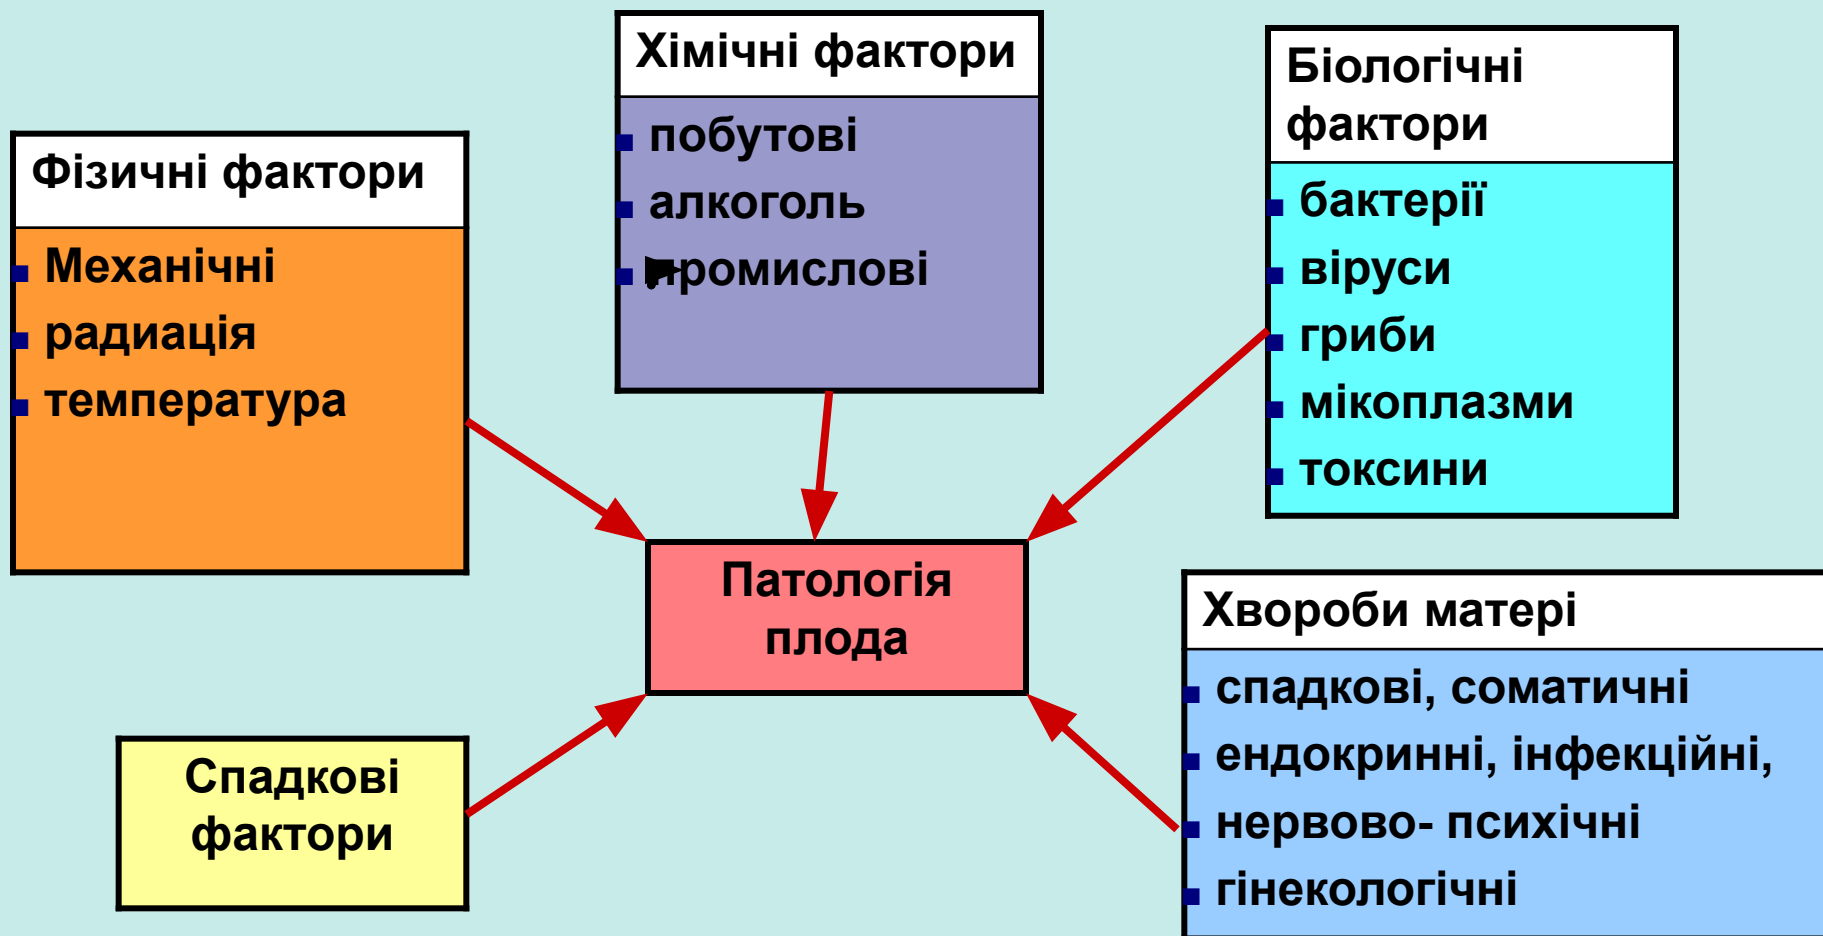 Хімічні фактори
побутові
алкоголь
промислові
Біологічні
фактори
бактерії
віруси
гриби
мікоплазми
токсини
Фізичні фактори
Механічні
радиація
температура
Патологія
плода
Хвороби матері
спадкові, соматичні
ендокринні, інфекційні,
нервово- психічні
гінекологічні
Спадкові
фактори